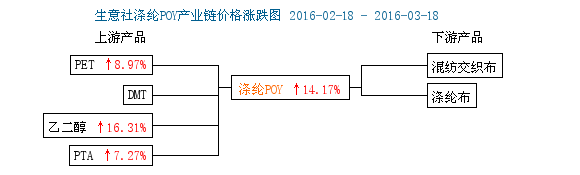 生意社涤纶POY产业链价格涨跌图 2016-02-18 - 2016-03-18
上游产品 下游产品
PET ↑8.97%
混纺交织布
涤纶POY ↑14.17%
DMT
涤纶布
乙二醇 ↑16.31%
PTA ↑7.27%